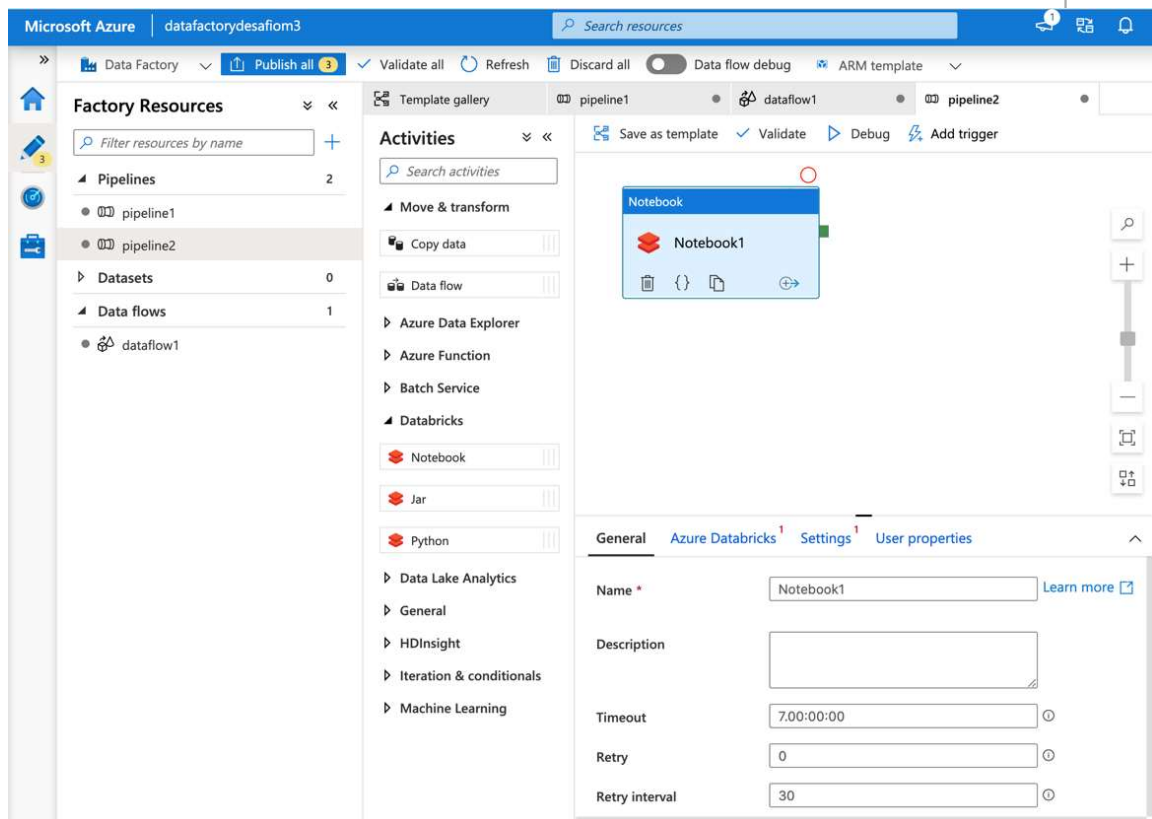 Microsoft Azure datafactorydesafiom3 Search resources 1
Data Factory Publish all 3 Validate all Refresh Discard all Data flow debug ARM template
Factory Resources
Filter resources by name
3
Pipelines 2
pipeline1
pipeline2
Datasets 0
Data flows 1
dataflow1
Template gallery pipeline1 dataflow1 pipeline2
Activities
Search activities
Move & transform
Copy data
Data flow
Azure Data Explorer
Azure Function
Batch Service
Databricks
Notebook
Jar
Python
Data Lake Analytics
General
HDInsight
Iteration & conditionals
Machine Learning
Save as template Validate Debug Add trigger
Notebook
Notebook1
General Azure Databricks 1 Settings 1 User properties
Name * Notebook1 Learn more
Description
Timeout 7.00:00:00
Retry 0
Retry interval 30